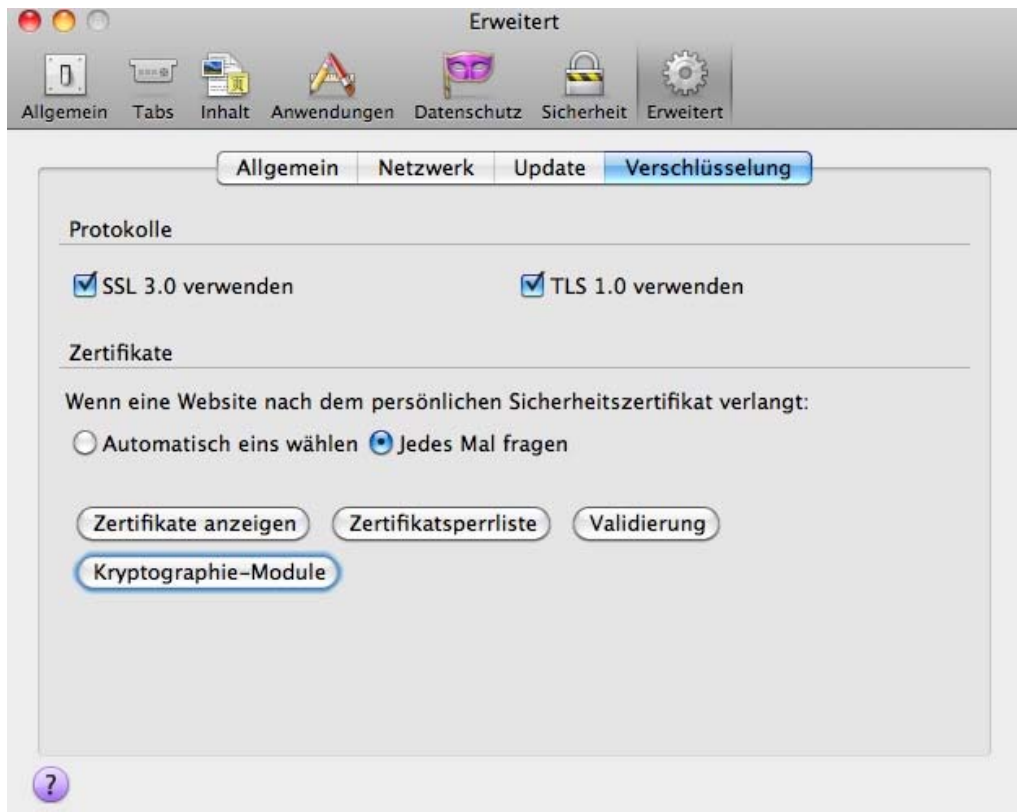 Erweitert
Allgemein Tabs Inhalt Anwendungen Datenschutz Sicherheit Erweitert
Allgemein Netzwerk Update Verschlüsselung
Protokolle
SSL 3.0 verwenden TLS 1.0 verwenden
Zertifikate
Wenn eine Website nach dem persönlichen Sicherheitszertifikat verlangt:
Automatisch eins wählen Jedes Mal fragen
Zertifikate anzeigen Zertifikatsperrliste Validierung
Kryptographie-Module
?